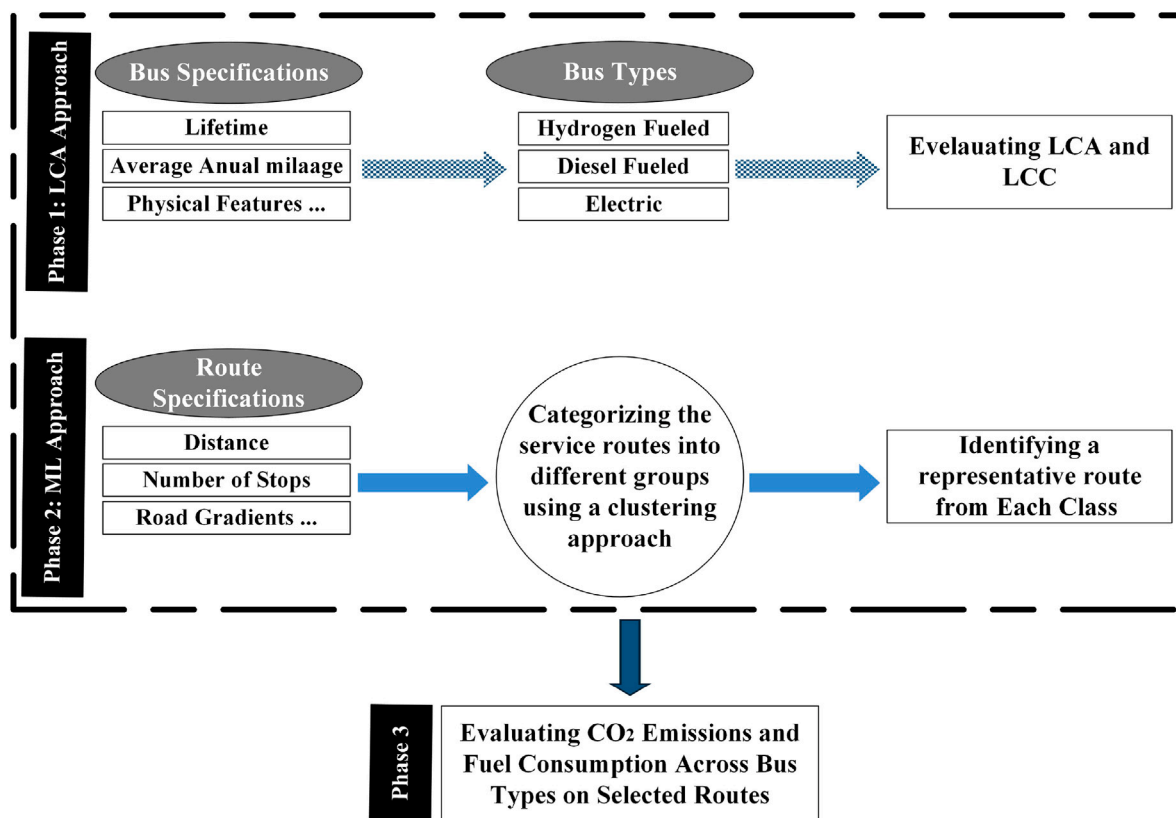 Phase 1: LCA Approach
Bus Specifications
Lifetime
Average Anual milaage
Physical Features ...
Bus Types
Hydrogen Fueled
Diesel Fueled
Electric
Evelauating LCA and
LCC
Phase 2: ML Approach
Route
Specifications
Distance
Number of Stops
Road Gradients ...
Categorizing the
service routes into
different groups
using a clustering
approach
Identifying a
representative route
from Each Class
Phase 3
Evaluating CO₂ Emissions and
Fuel Consumption Across Bus
Types on Selected Routes